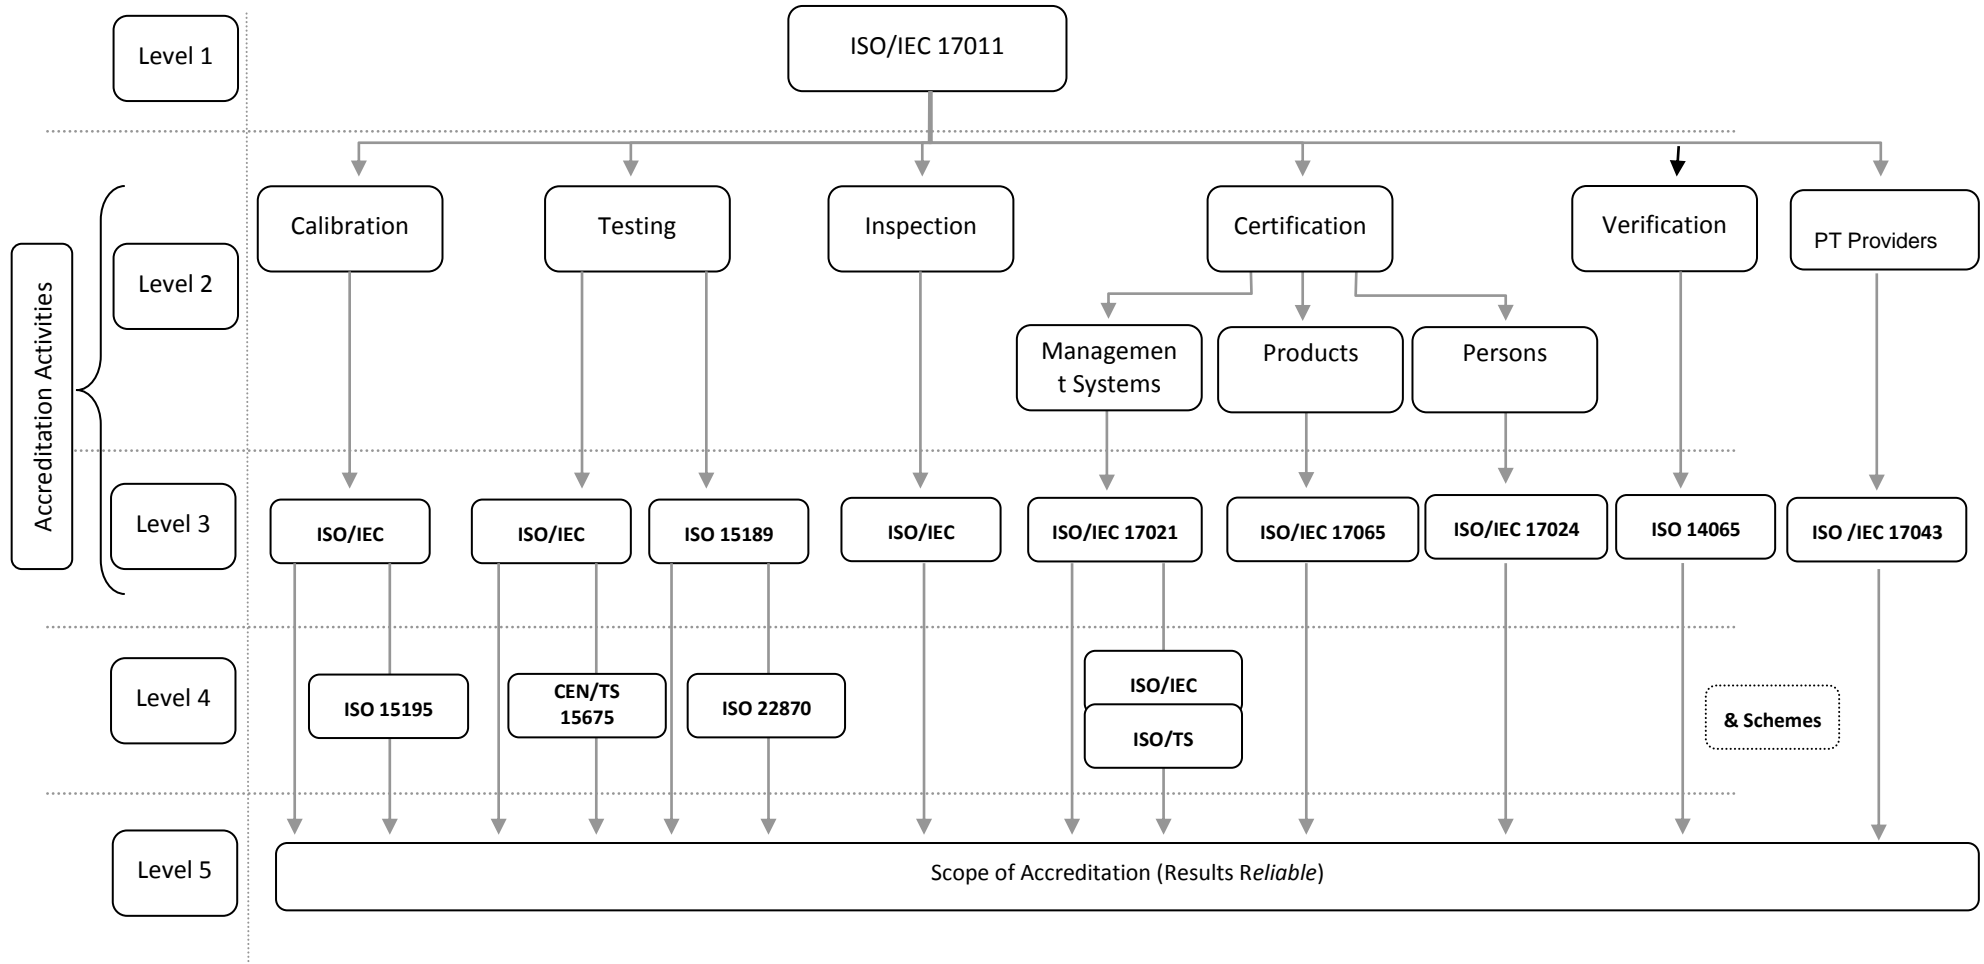 Level 1
ISO/IEC 17011
Accreditation Activities
Level 2
Calibration
Testing
Inspection
Certification
Verification
PT Providers
Managemen
t Systems
Products
Persons
Level 3
ISO/IEC
ISO/IEC
ISO 15189
ISO/IEC
ISO/IEC 17021
ISO/IEC 17065
ISO/IEC 17024
ISO 14065
ISO /IEC 17043
Level 4
ISO 15195
CEN/TS
15675
ISO 22870
ISO/IEC
ISO/TS
& Schemes
Level 5
Scope of Accreditation (Results Reliable)